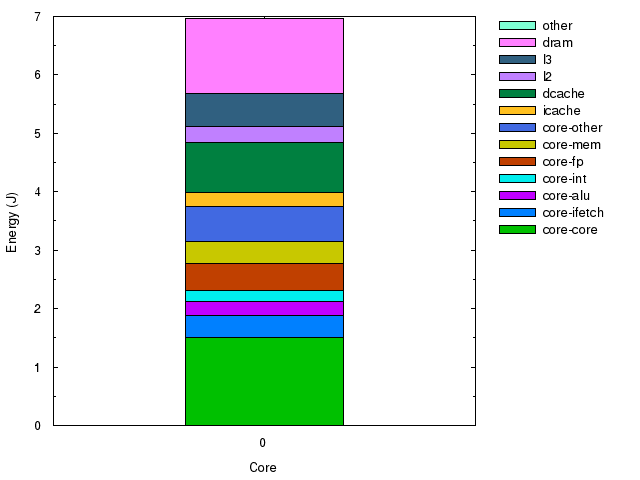 7
6
5
4
3
2
1
0
Energy (J)
0
Core
other
dram
l3
l2
dcache
icache
core-other
core-mem
core-fp
core-int
core-alu
core-ifetch
core-core